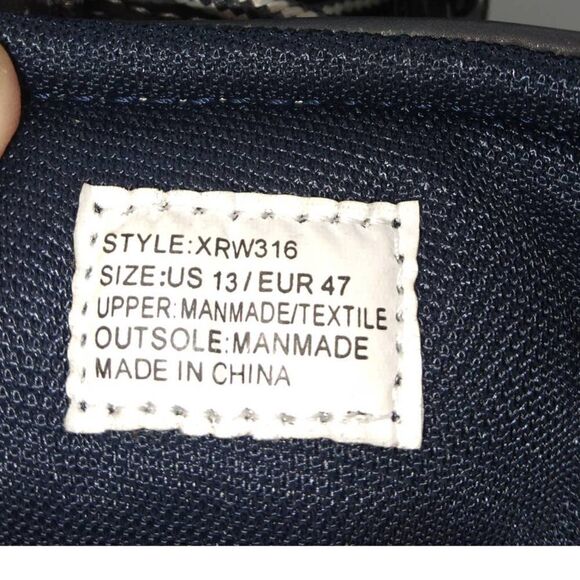 STYLE:XRW316
SIZE:US 13/EUR 47
UPPER:MANMADE/TEXTILE
OUTSOLE:MANMADE
MADE IN CHINA